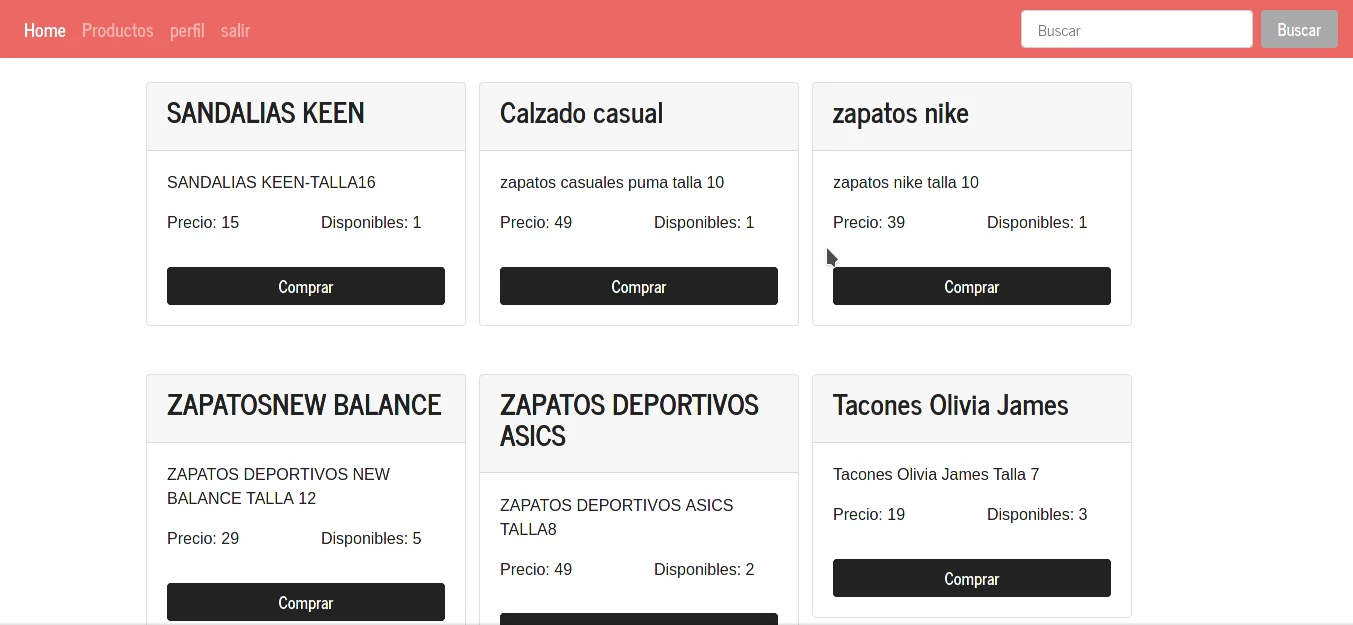 Home Productos perfil salir Buscar Buscar
SANDALIAS KEEN
SANDALIAS KEEN-TALLA16
Precio: 15 Disponibles: 1
Comprar
Calzado casual
zapatos casuales puma talla 10
Precio: 49 Disponibles: 1
Comprar
zapatos nike
zapatos nike talla 10
Precio: 39 Disponibles: 1
Comprar
ZAPATOSNEW BALANCE
ZAPATOS DEPORTIVOS NEW
BALANCE TALLA 12
Precio: 29 Disponibles: 5
Comprar
ZAPATOS DEPORTIVOS
ASICS
ZAPATOS DEPORTIVOS ASICS
TALLA8
Precio: 49 Disponibles: 2
Tacones Olivia James
Tacones Olivia James Talla 7
Precio: 19 Disponibles: 3
Comprar